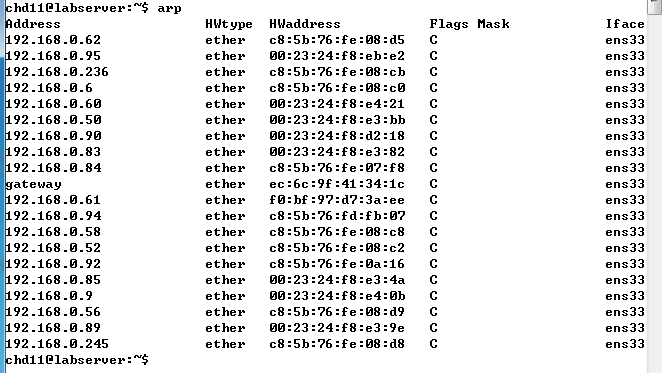 chd11@labserver:~$ arp
Address HWtype HWaddress Flags Mask Iface
192.168.0.62 ether c8:5b:76:fe:08:d5 C ens33
192.168.0.95 ether 00:23:24:f8:eb:e2 C ens33
192.168.0.236 ether c8:5b:76:fe:08:cb C ens33
192.168.0.6 ether c8:5b:76:fe:08:c0 C ens33
192.168.0.60 ether 00:23:24:f8:e4:21 C ens33
192.168.0.50 ether 00:23:24:f8:e3:bb C ens33
192.168.0.90 ether 00:23:24:f8:d2:18 C ens33
192.168.0.83 ether 00:23:24:f8:e3:82 C ens33
192.168.0.84 ether c8:5b:76:fe:07:f8 C ens33
gateway ether ec:6c:9f:41:34:1c C ens33
192.168.0.61 ether f0:bf:97:d7:3a:ee C ens33
192.168.0.94 ether c8:5b:76:fd:fb:07 C ens33
192.168.0.58 ether c8:5b:76:fe:08:c8 C ens33
192.168.0.52 ether c8:5b:76:fe:08:c2 C ens33
192.168.0.92 ether c8:5b:76:fe:0a:16 C ens33
192.168.0.85 ether 00:23:24:f8:e3:4a C ens33
192.168.0.9 ether 00:23:24:f8:e4:0b C ens33
192.168.0.56 ether c8:5b:76:fe:08:d9 C ens33
192.168.0.89 ether 00:23:24:f8:e3:9e C ens33
192.168.0.245 ether c8:5b:76:fe:08:d8 C ens33
chd11@labserver:~$